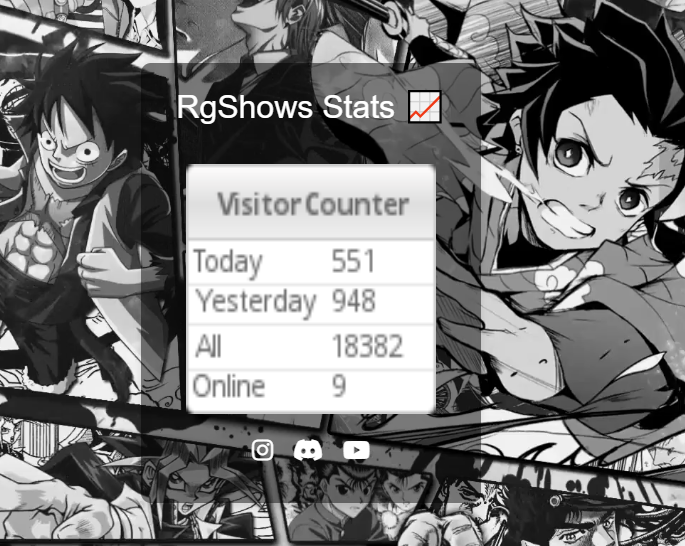 RgShows Stats 📈
Visitor Counter
Today 551
Yesterday 948
All 18382
Online 9